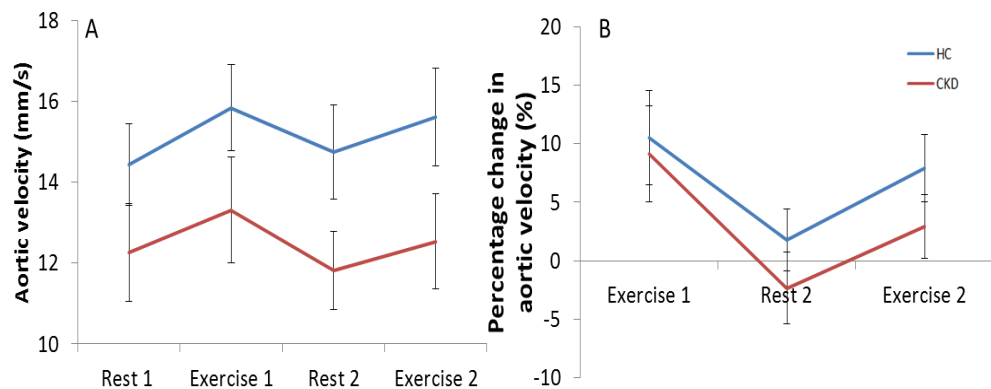 A
Aortic velocity (mm/s)
18
16
14
12
10
Rest 1 Exercise 1 Rest 2 Exercise 2
B
Percentage change in
aortic velocity (%)
20
15
10
5
0
-5
-10
Exercise 1 Rest 2 Exercise 2
HC
CKD